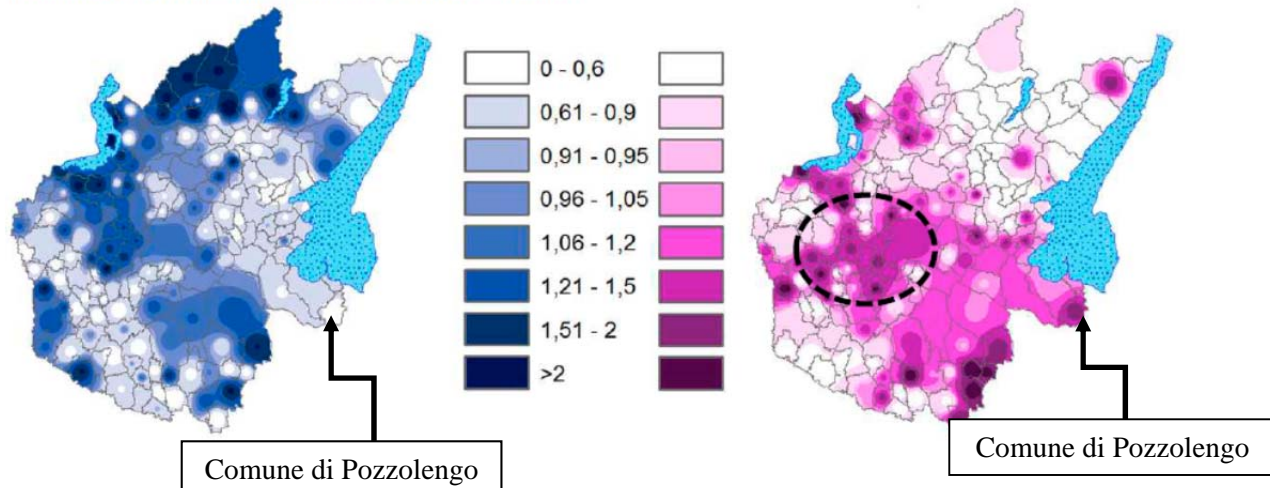 0 - 0,6
0,61 - 0,9
0,91 - 0,95
0,96 - 1,05
1,06 - 1,2
1,21 - 1,5
1,51 - 2
>2
Comune di Pozzolengo
Comune di Pozzolengo